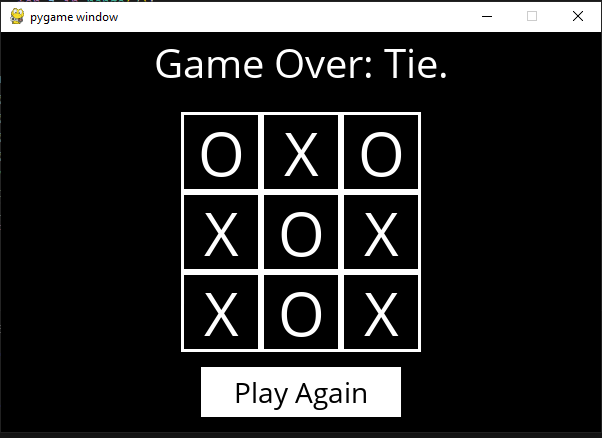 pygame window
Game Over: Tie.
O X O
X O X
X O X
Play Again